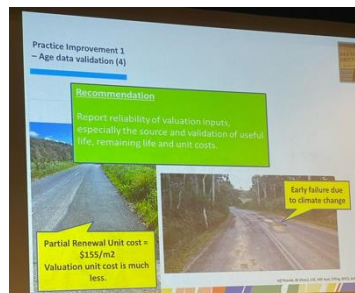 Practice Improvement 1
– Age data validation (4)
Recommendation
Report reliability of valuation inputs,
especially the source and validation of useful
life, remaining life and unit costs.
Early failure due
to climate change
Partial Renewal Unit cost =
$155/m2
Valuation unit cost is much
less.